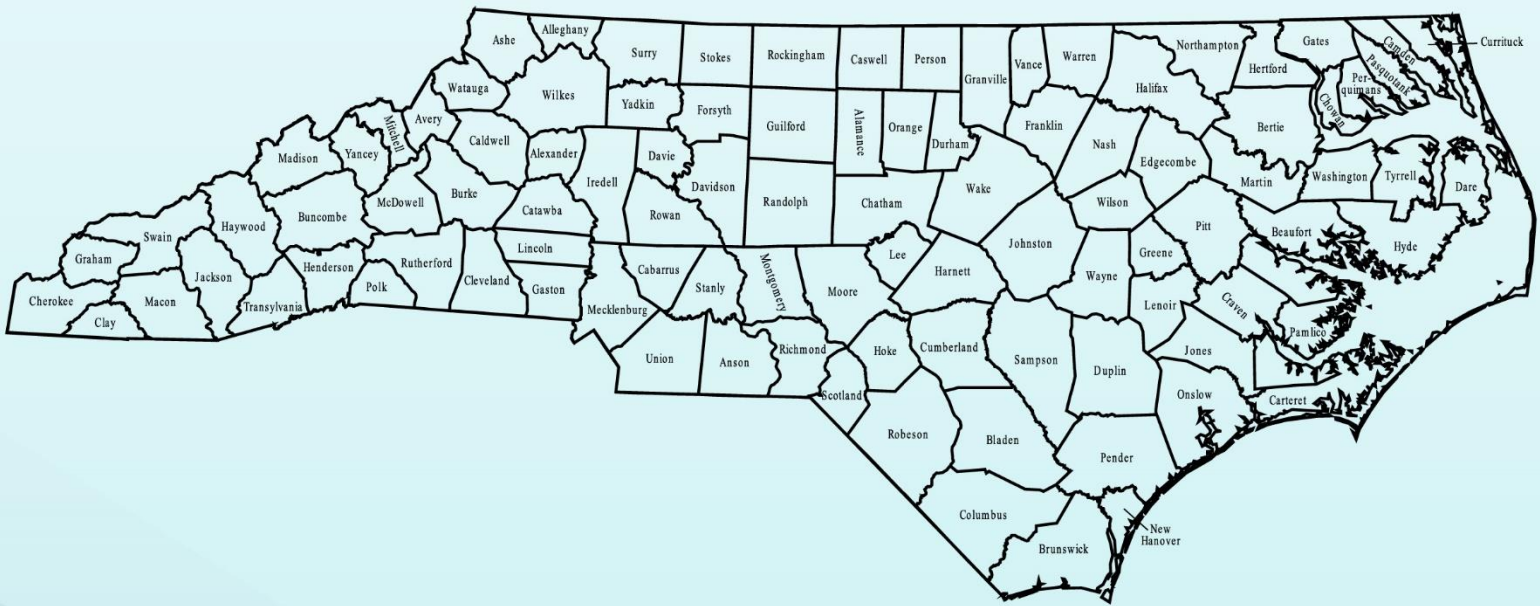 Ashe
Alleghany
Surry
Stokes
Rockingham
Caswell
Person
Granville
Vance
Warren
Northampton
Gates
Camden
Currituck
Hertford
Pasquotank
Per-
quimans
Chowan
Halifax
Bertie
Watauga
Wilkes
Yadkin
Forsyth
Guilford
Alamance
Orange
Durham
Franklin
Nash
Edgecombe
Martin
Washington
Tyrrell
Dare
Mitchell
Avery
Caldwell
Alexander
Iredell
Davie
Davidson
Randolph
Chatham
Wake
Wilson
Pitt
Beaufort
Hyde
Madison
Yancey
McDowell
Burke
Catawba
Rowan
Swain
Haywood
Buncombe
Rutherford
Lincoln
Cabarrus
Stanly
Montgomery
Moore
Lee
Harnett
Johnston
Wayne
Greene
Lenoir
Craven
Pamlico
Graham
Jackson
Henderson
Polk
Cleveland
Gaston
Mecklenburg
Cherokee
Clay
Macon
Transylvania
Union
Anson
Richmond
Scotland
Hoke
Cumberland
Sampson
Duplin
Jones
Onslow
Carteret
Robeson
Bladen
Pender
Columbus
Brunswick
New
Hanover